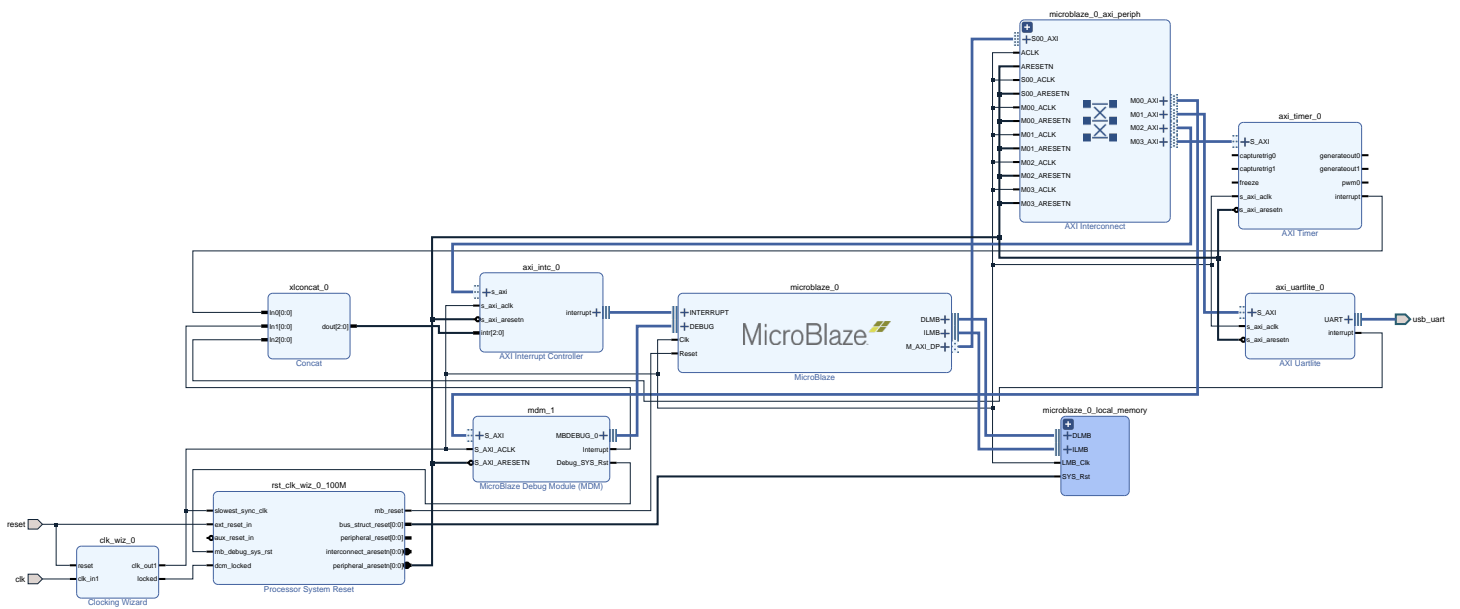 microblaze_0_axi_periph
S00_AXI
ACLK
ARESETN
S00_ACLK
S00_ARESETN
M00_ACLK
M00_ARESETN
M01_ACLK
M01_ARESETN
M02_ACLK
M02_ARESETN
M03_ACLK
M03_ARESETN
M00_AXI
M01_AXI
M02_AXI
M03_AXI
AXI Interconnect
axi_timer_0
S_AXI
capturetrig0
capturetrig1
freeze
s_axi_aclk
s_axi_aresetn
generateout0
generateout1
pwm0
interrupt
AXI Timer
xlconcat_0
In0[0:0]
In1[0:0]
In2[0:0]
dout[2:0]
Concat
axi_intc_0
s_axi
s_axi_aclk
s_axi_aresetn
intr[2:0]
interrupt
AXI Interrupt Controller
microblaze_0
INTERRUPT
DEBUG
Clk
Reset
MicroBlaze
DLMB
ILMB
M_AXI_DP
MicroBlaze
axi_uartlite_0
S_AXI
s_axi_aclk
s_axi_aresetn
UART
interrupt
AXI Uartlite
usb_uart
mdm_1
S_AXI
S_AXI_ACLK
S_AXI_ARESETN
MBDEBUG_0
Interrupt
Debug_SYS_Rst
MicroBlaze Debug Module (MDM)
microblaze_0_local_memory
DLMB
ILMB
LMB_Clk
SYS_Rst
rst_clk_wiz_0_100M
slowest_sync_clk
ext_reset_in
aux_reset_in
mb_debug_sys_rst
dcm_locked
mb_reset
bus_struct_reset[0:0]
peripheral_reset[0:0]
interconnect_aresetn[0:0]
peripheral_aresetn[0:0]
Processor System Reset
reset
clk
clk_wiz_0
reset
clk_in1
clk_out1
locked
Clocking Wizard